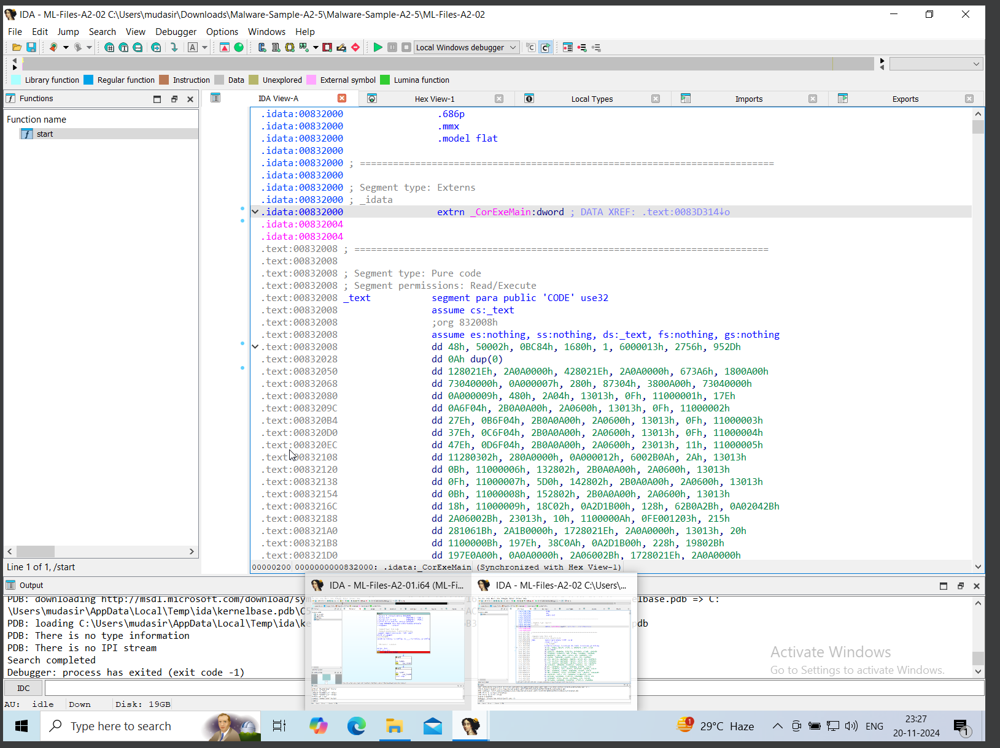 IDA - ML-Files-A2-02 C:\Users\mudasir\Downloads\Malware-Sample-A2-5\Malware-Sample-A2-5\ML-Files-A2-02
File Edit Jump Search View Debugger Options Windows Help
Local Windows debugger
Library function Regular function Instruction Data Unexplored External symbol Lumina function
Functions
IDA View-A Hex View-1 Local Types Imports Exports
Function name
start
.idata:00832000 .686p
.idata:00832000 .mmx
.idata:00832000 .model flat
.idata:00832000
.idata:00832000 ; ===========================================================================
.idata:00832000
.idata:00832000 ; Segment type: Externs
.idata:00832000 ; _idata
.idata:00832000 extrn _CorExeMain:dword ; DATA XREF: .text:0083D314↓o
.idata:00832004
.idata:00832004
.text:00832008 ; ===========================================================================
.text:00832008
.text:00832008 ; Segment type: Pure code
.text:00832008 ; Segment permissions: Read/Execute
.text:00832008 _text segment para public 'CODE' use32
.text:00832008 assume cs:_text
.text:00832008 ;org 832008h
.text:00832008 assume es:nothing, ss:nothing, ds:_text, fs:nothing, gs:nothing
.text:00832008 dd 48h, 50002h, 0BC84h, 1680h, 1, 6000013h, 2756h, 952Dh
.text:00832028 dd 0Ah dup(0)
.text:00832050 dd 128021Eh, 2A0A0000h, 428021Eh, 2A0A0000h, 673A6h, 1800A00h
.text:00832068 dd 73040000h, 0A000007h, 280h, 87304h, 3800A00h, 73040000h
.text:00832080 dd 0A000009h, 480h, 2A04h, 13013h, 0Fh, 11000001h, 17Eh
.text:0083209C dd 0A6F04h, 2B0A0A00h, 2A0600h, 13013h, 0Fh, 11000002h
.text:008320B4 dd 27Eh, 0B6F04h, 2B0A0A00h, 2A0600h, 13013h, 0Fh, 11000003h
.text:008320D0 dd 37Eh, 0C6F04h, 2B0A0A00h, 2A0600h, 13013h, 0Fh, 11000004h
.text:008320EC dd 47Eh, 0D6F04h, 2B0A0A00h, 2A0600h, 23013h, 11h, 11000005h
.text:00832108 dd 11280302h, 280A0000h, 0A000012h, 6002B0Ah, 2Ah, 13013h
.text:00832120 dd 0Bh, 11000006h, 132802h, 2B0A0A00h, 2A0600h, 13013h
.text:00832138 dd 0Fh, 11000007h, 5D0h, 142802h, 2B0A0A00h, 2A0600h, 13013h
.text:00832154 dd 0Bh, 11000008h, 152802h, 2B0A0A00h, 2A0600h, 13013h
.text:0083216C dd 18h, 11000009h, 18C02h, 0A2D1B00h, 128h, 62B0A2Bh, 0A02042Bh
.text:00832188 dd 2A06002Bh, 23013h, 10h, 1100000Ah, 0FE001203h, 215h
.text:008321A0 dd 281061Bh, 2A1B0000h, 1728021Eh, 2A0A0000h, 13013h, 20h
.text:008321B8 dd 1100000Bh, 197Eh, 38C0Ah, 0A2D1B00h, 228h, 19802Bh
.text:008321D0 dd 197E0A00h, 0A0A0000h, 2A06002Bh, 1728021Eh, 2A0A0000h
Line 1 of 1, /start
00000200 0000000000832000: .idata:_CorExeMain (Synchronized with Hex View-1)
Output
PDB: downloading http://msdl.microsoft.com/download/sym
elbase.pdb => C:
\Users\mudasir\AppData\Local\Temp\ida\kernelbase.pdb\C
PDB: loading C:\Users\mudasir\AppData\Local\Temp\ida\ke
pdb
PDB: There is no type information
PDB: There is no IPI stream
Search completed
Debugger: process has exited (exit code -1)
IDC
AU: idle Down Disk: 19GB
IDA - ML-Files-A2-01.i64 (ML-Fi...
IDA - ML-Files-A2-02 C:\Users\...
Activate Windows
Go to Settings to activate Windows.
Type here to search
1
29°C Haze
ENG
23:27
20-11-2024
1